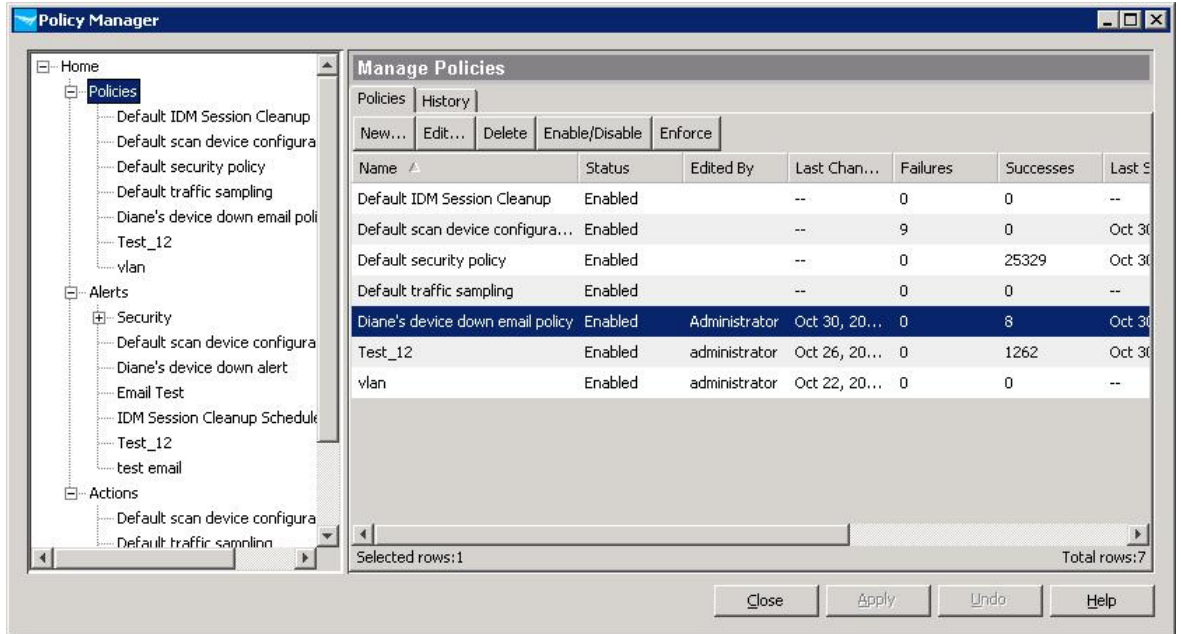 Policy Manager
Home
Policies
Default IDM Session Cleanup
Default scan device configura
Default security policy
Default traffic sampling
Diane's device down email poli
Test_12
vlan
Alerts
Security
Default scan device configura
Diane's device down alert
Email Test
IDM Session Cleanup Schedule
Test_12
test email
Actions
Default scan device configura
Default traffic sampling
Manage Policies
Policies History
New... Edit... Delete Enable/Disable Enforce
Name Status Edited By Last Chan... Failures Successes Last S
Default IDM Session Cleanup Enabled -- 0 0 --
Default scan device configura... Enabled -- 9 0 Oct 30
Default security policy Enabled -- 0 25329 Oct 30
Default traffic sampling Enabled -- 0 0 --
Diane's device down email policy Enabled Administrator Oct 30, 20... 0 8 Oct 30
Test_12 Enabled administrator Oct 26, 20... 0 1262 Oct 30
vlan Enabled administrator Oct 22, 20... 0 0 --
Selected rows:1 Total rows:7
Close Apply Undo Help